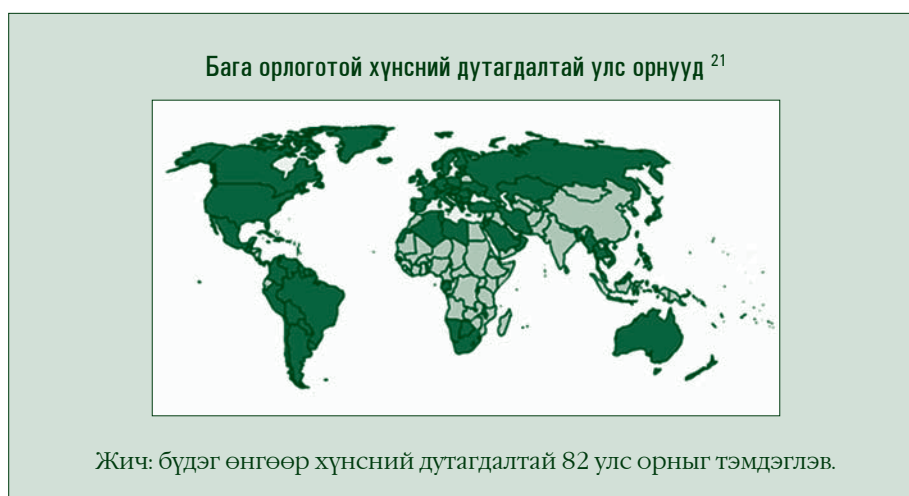 Бага орлоготой хүнсний дутагдалтай улс орнууд 21
Жич: бүдэг өнгөөр хүнсний дутагдалтай 82 улс орныг тэмдэглэв.